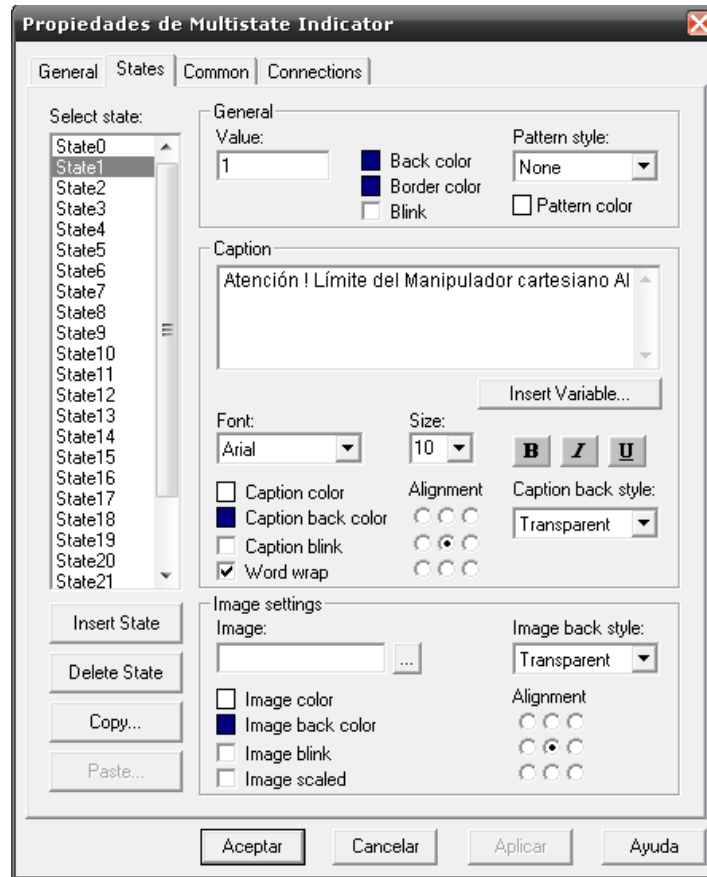 Propiedades de Multistate Indicator
General States Common Connections
Select state:
State0
State1
State2
State3
State4
State5
State6
State7
State8
State9
State10
State11
State12
State13
State14
State15
State16
State17
State18
State19
State20
State21
Insert State
Delete State
Copy...
Paste...
General
Value:
1
Back color
Border color
Blink
Pattern style:
None
Pattern color
Caption
Atención ! Límite del Manipulador cartesiano Al
Insert Variable...
Font:
Arial
Size:
10
B I U
Caption color
Caption back color
Caption blink
Word wrap
Alignment
Caption back style:
Transparent
Image settings
Image:
...
Image back style:
Transparent
Image color
Image back color
Image blink
Image scaled
Alignment
Aceptar Cancelar Aplicar Ayuda